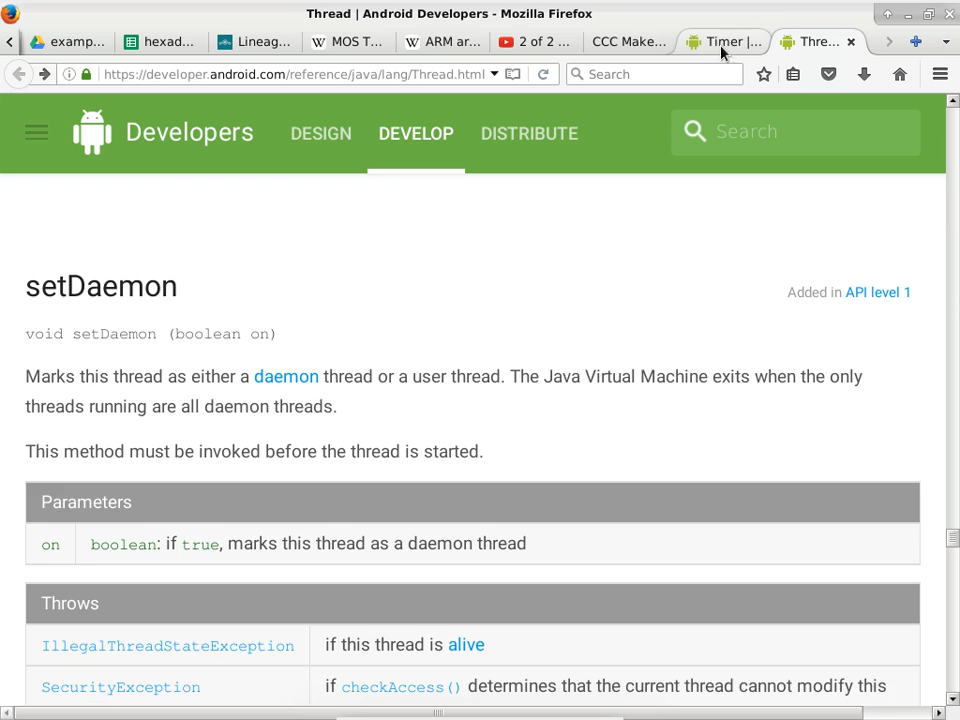 Thread | Android Developers - Mozilla Firefox
examp...
hexad...
Lineag...
MOS T...
ARM ar...
2 of 2 ...
CCC Make...
Timer |...
Thre...
https://developer.android.com/reference/java/lang/Thread.html
Search
Developers
DESIGN
DEVELOP
DISTRIBUTE
Search
setDaemon
Added in API level 1
void setDaemon (boolean on)
Marks this thread as either a daemon thread or a user thread. The Java Virtual Machine exits when the only
threads running are all daemon threads.
This method must be invoked before the thread is started.
Parameters
on boolean: if true, marks this thread as a daemon thread
Throws
IllegalThreadStateException if this thread is alive
SecurityException if checkAccess() determines that the current thread cannot modify this